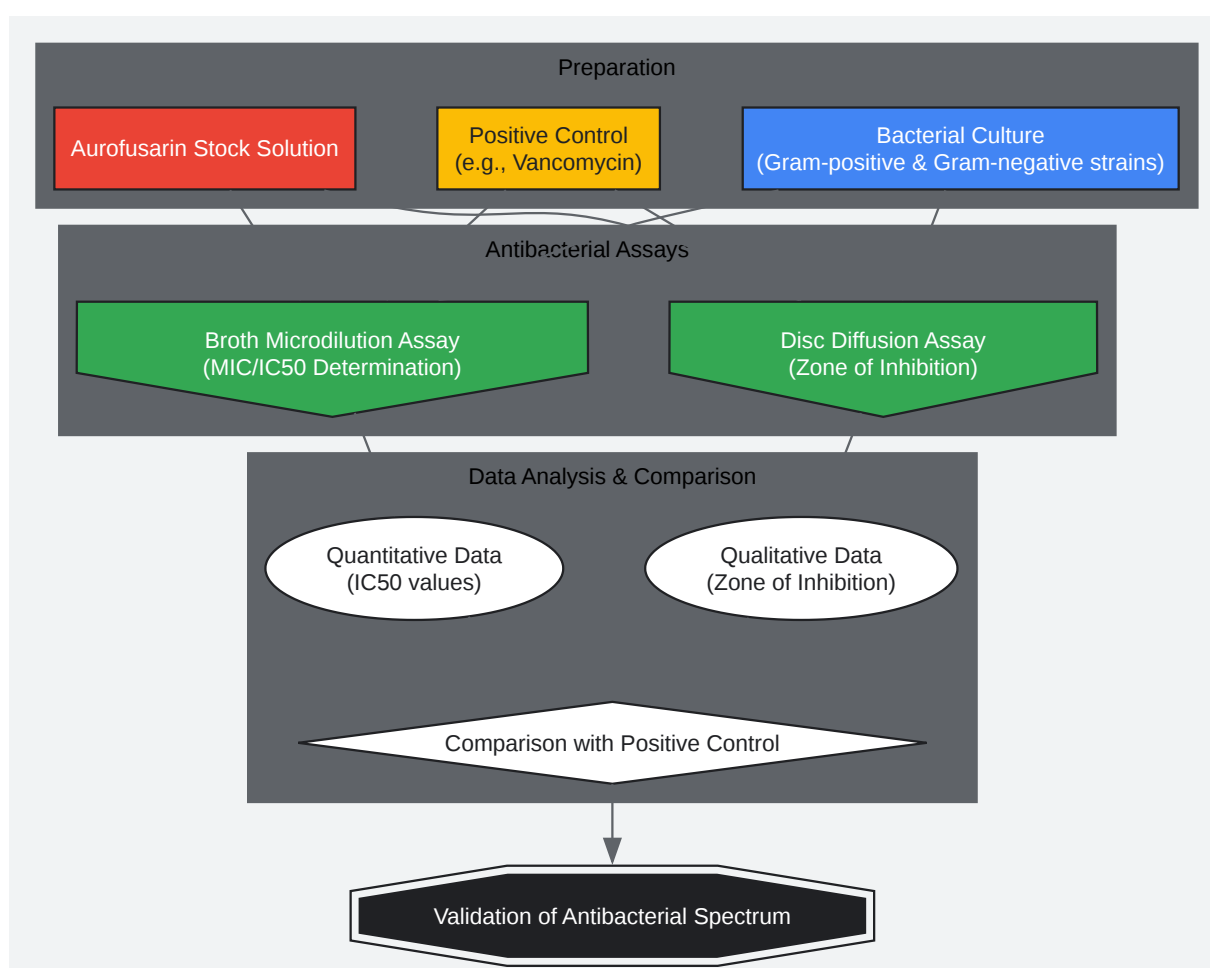 Preparation
Aurofusarin Stock Solution
Positive Control
(e.g., Vancomycin)
Bacterial Culture
(Gram-positive & Gram-negative strains)
Antibacterial Assays
Broth Microdilution Assay
(MIC/IC50 Determination)
Disc Diffusion Assay
(Zone of Inhibition)
Data Analysis & Comparison
Quantitative Data
(IC50 values)
Qualitative Data
(Zone of Inhibition)
Comparison with Positive Control
Validation of Antibacterial Spectrum